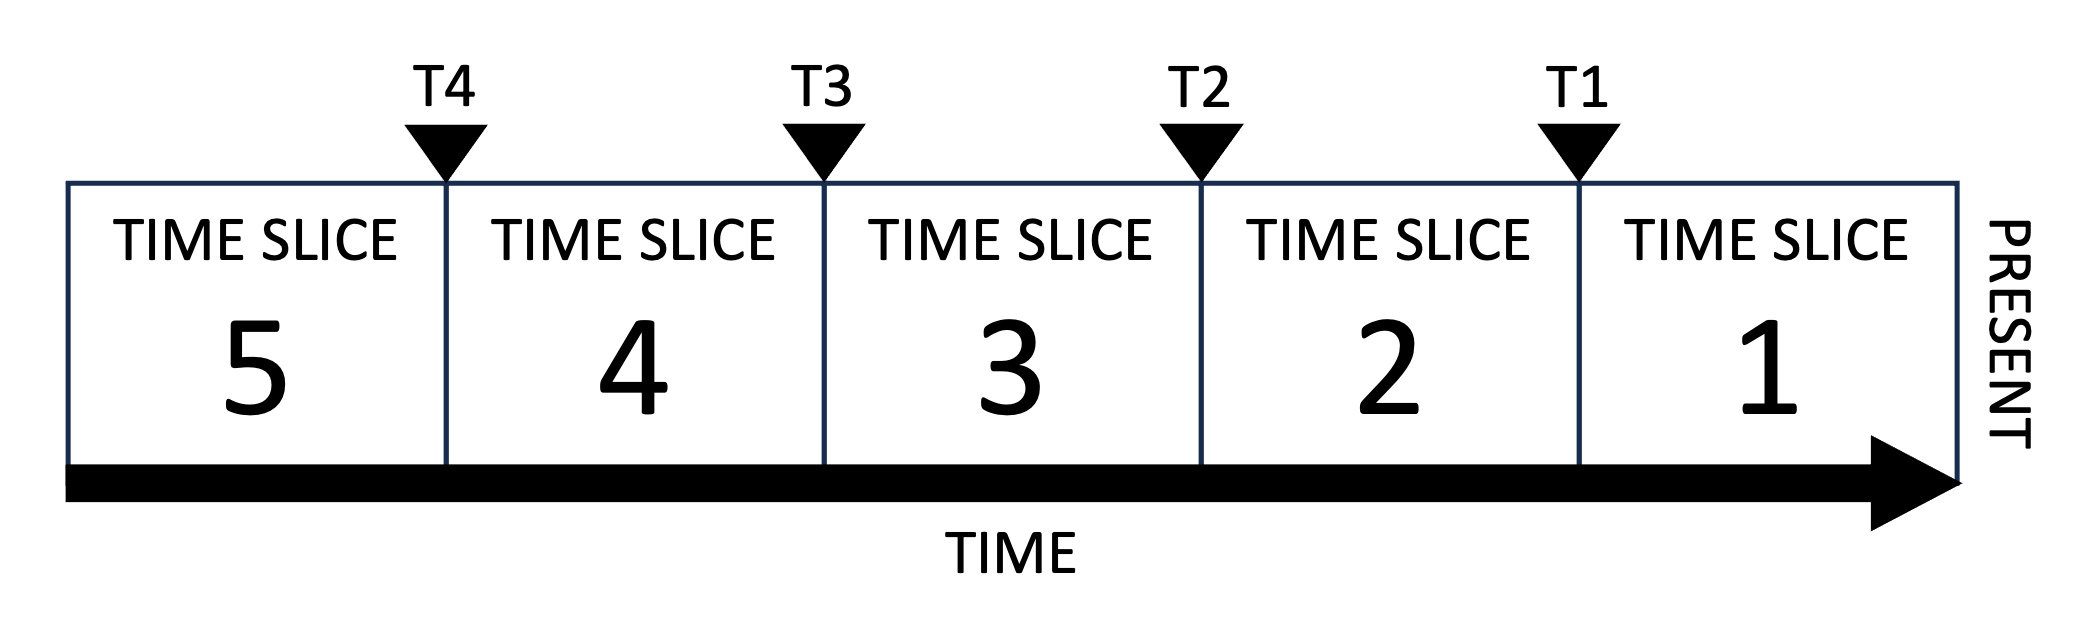 T4 T3 T2 T1
TIME SLICE TIME SLICE TIME SLICE TIME SLICE TIME SLICE
5 4 3 2 1
PRESENT
TIME